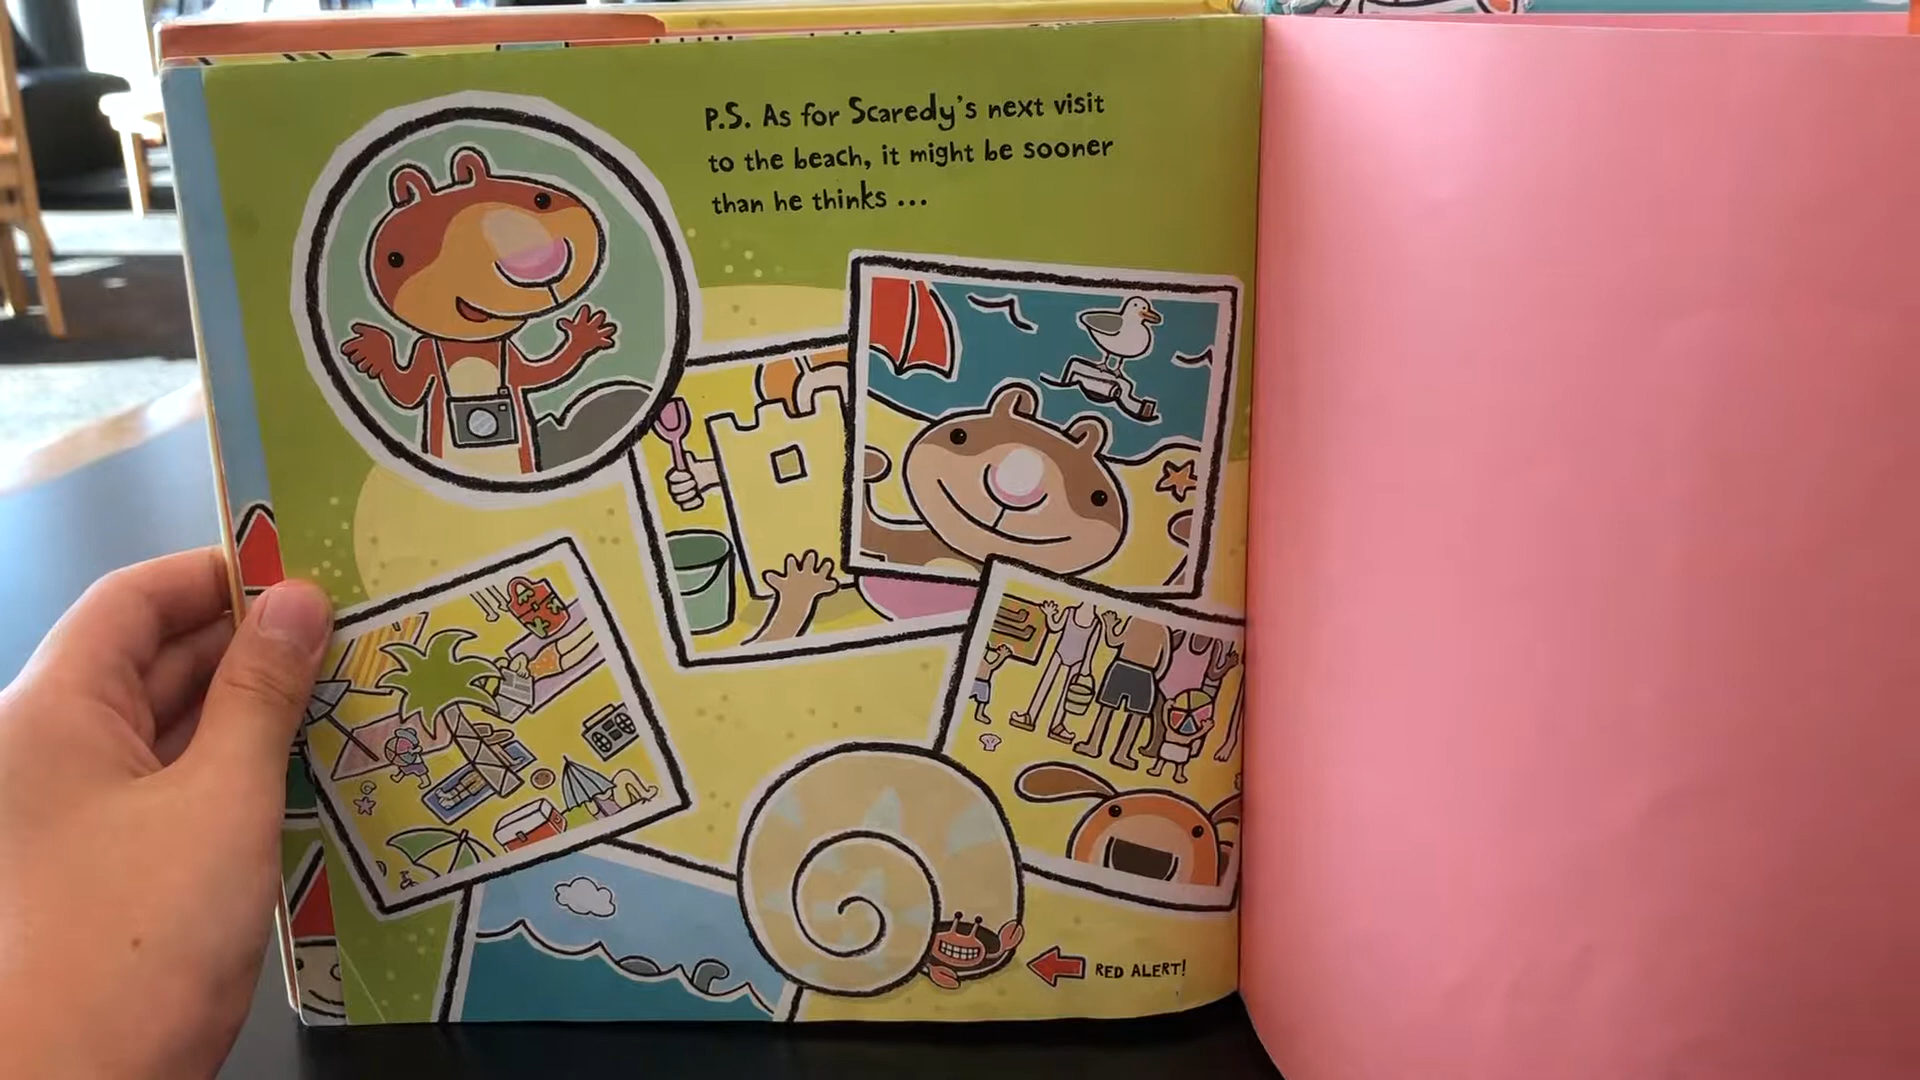 P.S. As for Scaredy's next visit
to the beach, it might be sooner
than he thinks ...
RED ALERT!